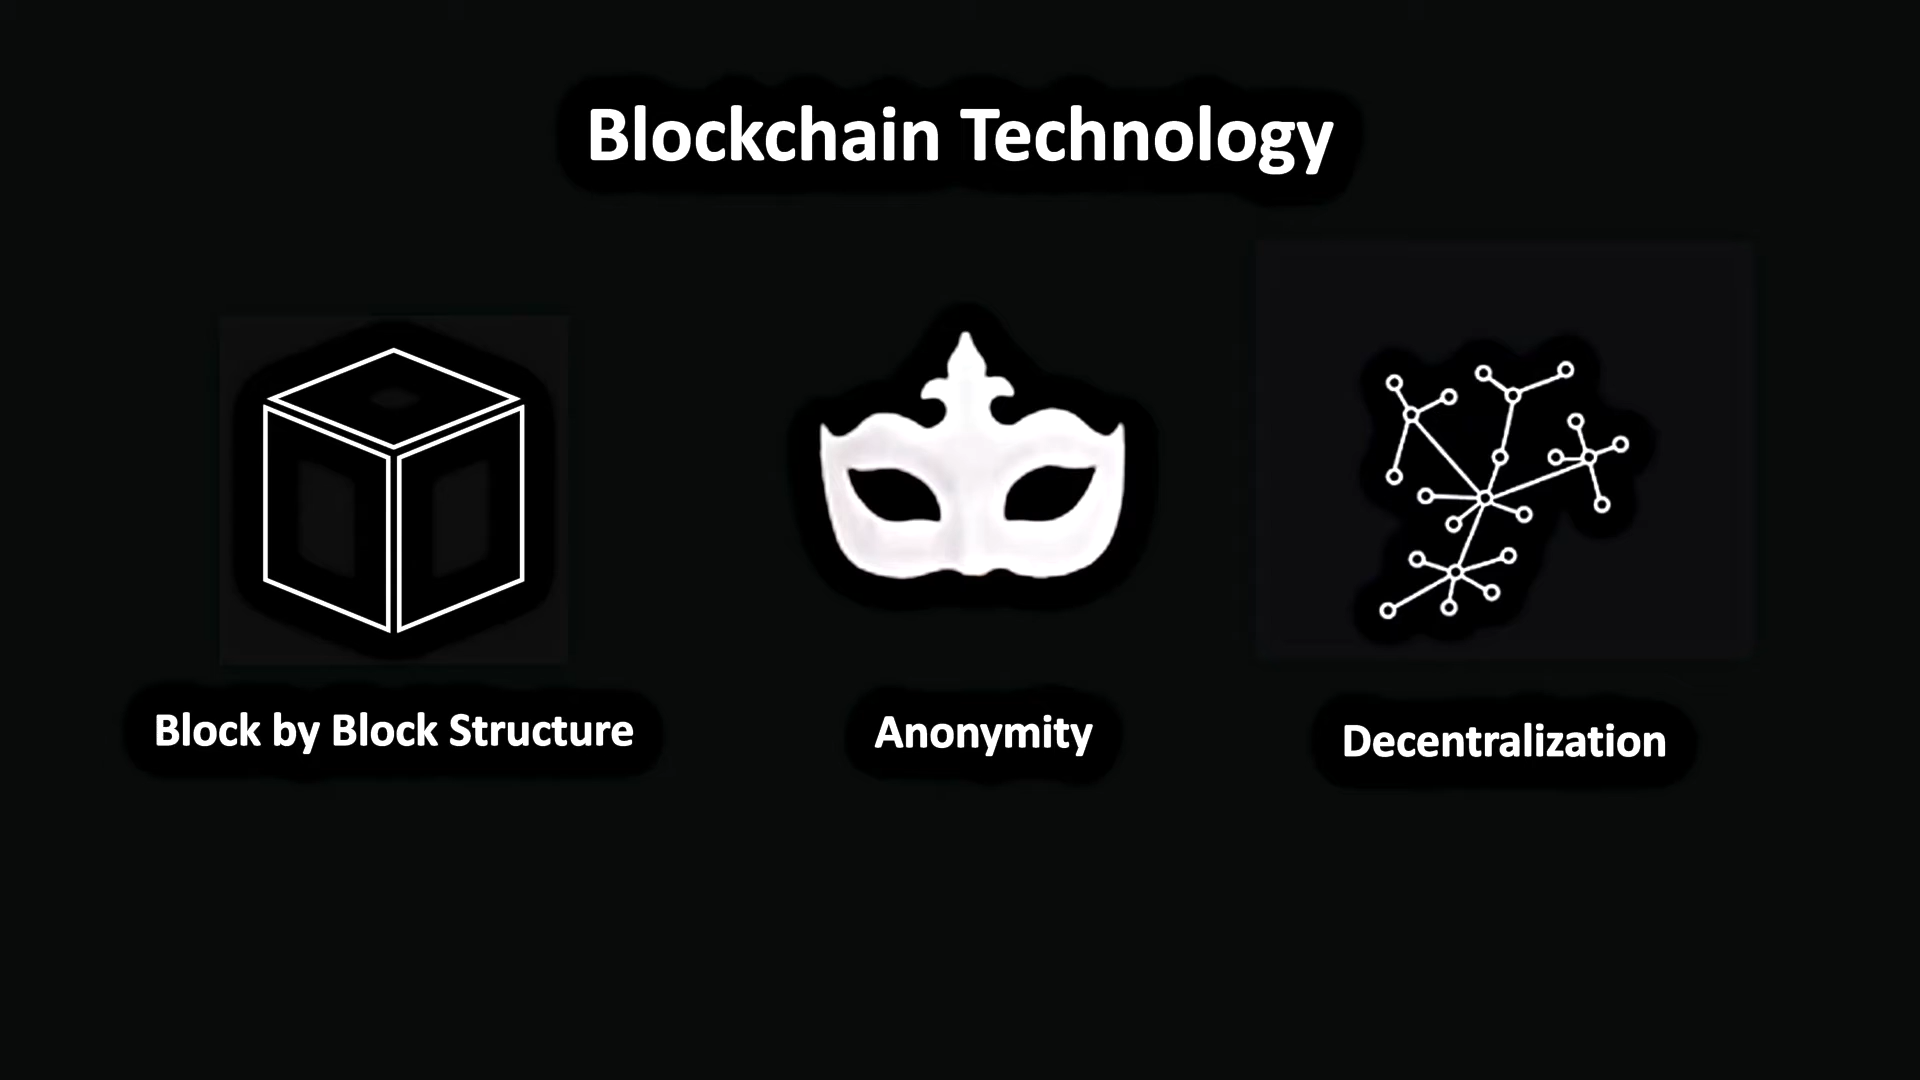 Blockchain Technology
Block by Block Structure
Anonymity
Decentralization